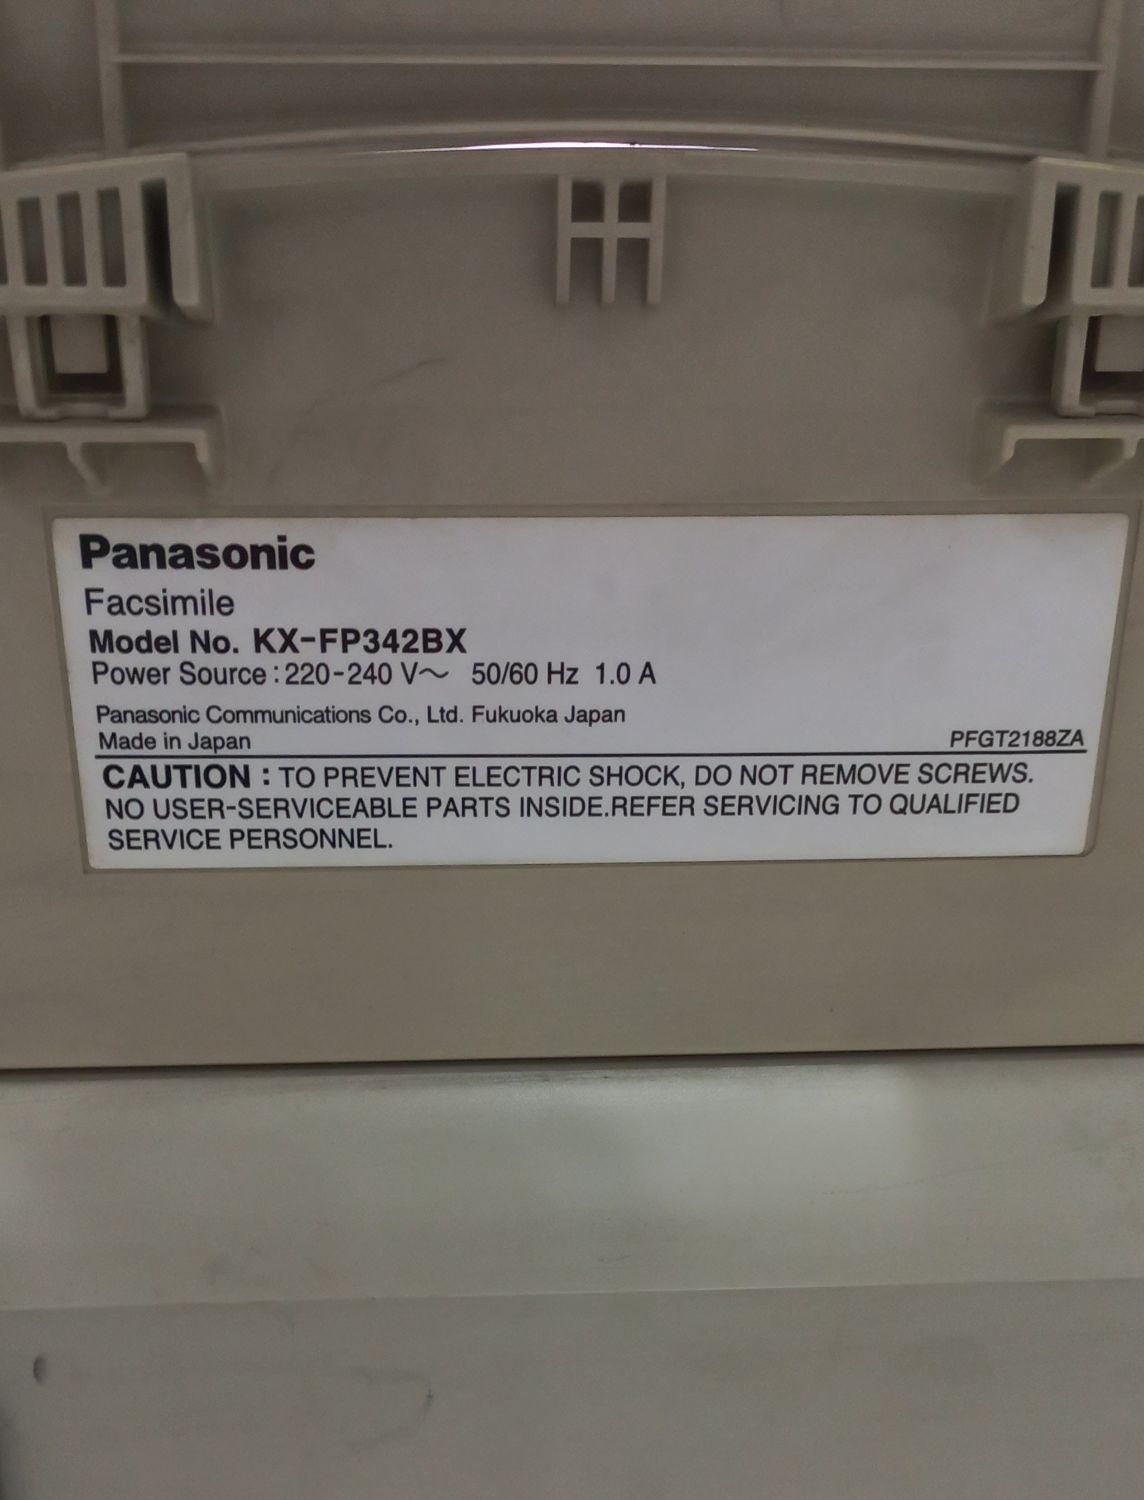 Panasonic
Facsimile
Model No. KX-FP342BX
Power Source : 220-240 V～ 50/60 Hz 1.0 A
Panasonic Communications Co., Ltd. Fukuoka Japan
Made in Japan PFGT2188ZA
CAUTION : TO PREVENT ELECTRIC SHOCK, DO NOT REMOVE SCREWS.
NO USER-SERVICEABLE PARTS INSIDE.REFER SERVICING TO QUALIFIED
SERVICE PERSONNEL.